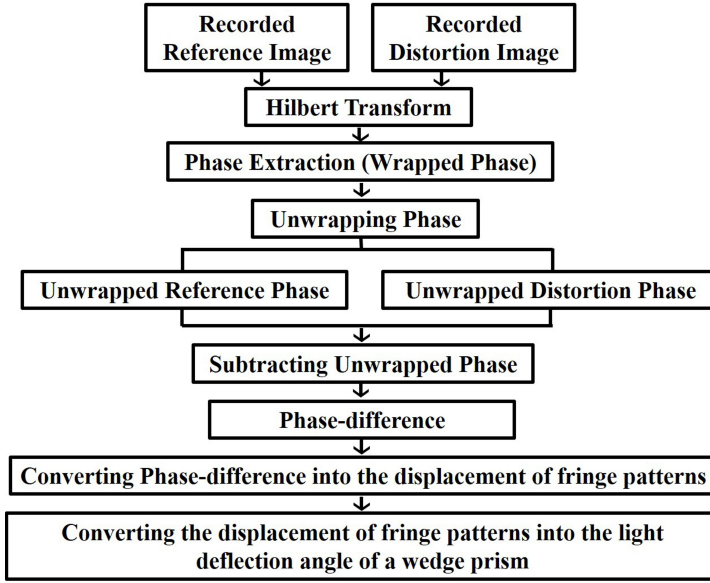 Recorded
Reference Image
Recorded
Distortion Image
Hilbert Transform
Phase Extraction (Wrapped Phase)
Unwrapping Phase
Unwrapped Reference Phase
Unwrapped Distortion Phase
Subtracting Unwrapped Phase
Phase-difference
Converting Phase-difference into the displacement of fringe patterns
Converting the displacement of fringe patterns into the light
deflection angle of a wedge prism